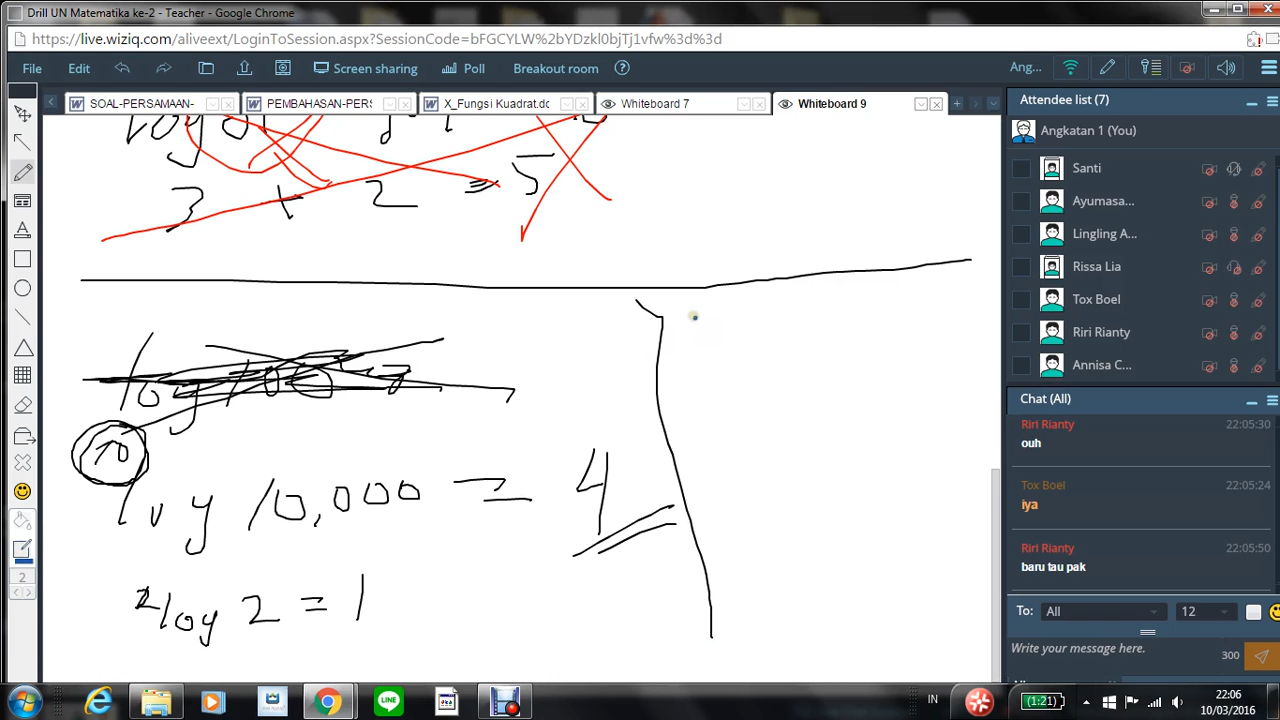 Drill UN Matematika ke-2 - Teacher - Google Chrome
https://live.wiziq.com/aliveext/LoginToSession.aspx?SessionCode=bFGCYLW%2bYDzkl0bjTj1vfw%3d%3d
File Edit Screen sharing Poll Breakout room Ang...
SOAL-PERSAMAAN- PEMBAHASAN-PERS X_Fungsi Kuadrat.dc Whiteboard 7 Whiteboard 9
Attendee list (7)
Angkatan 1 (You)
Santi
Ayumasa...
Lingling A...
Rissa Lia
Tox Boel
Riri Rianty
Annisa C...
3 + 2 = 5
10
log 10,000 = 4
2log 2 = 1
2
Chat (All)
Riri Rianty 22:05:30
ouh
Tox Boel 22:05:24
iya
Riri Rianty 22:05:50
baru tau pak
To: All 12
Write your message here. 300
IN (1:21) 22:06
10/03/2016
LINE